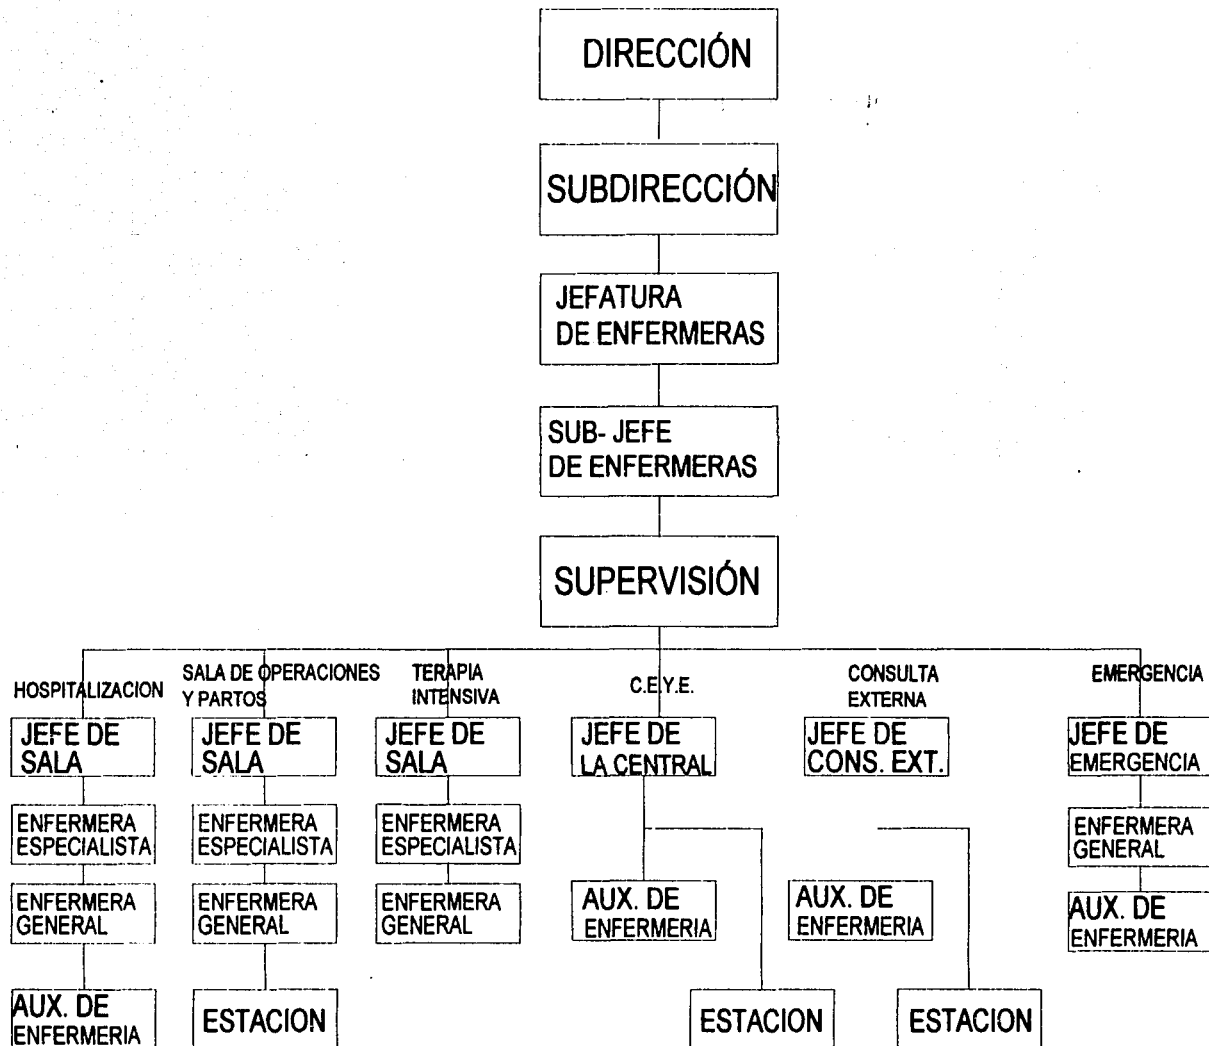 DIRECCIÓN
SUBDIRECCIÓN
JEFATURA
DE ENFERMERAS
SUB- JEFE
DE ENFERMERAS
SUPERVISIÓN
HOSPITALIZACION
SALA DE OPERACIONES
Y PARTOS
TERAPIA
INTENSIVA
C.E.Y.E.
CONSULTA
EXTERNA
EMERGENCIA
JEFE DE
SALA
JEFE DE
SALA
JEFE DE
SALA
JEFE DE
LA CENTRAL
JEFE DE
CONS. EXT.
JEFE DE
EMERGENCIA
ENFERMERA
ESPECIALISTA
ENFERMERA
ESPECIALISTA
ENFERMERA
ESPECIALISTA
ENFERMERA
GENERAL
ENFERMERA
GENERAL
ENFERMERA
GENERAL
ENFERMERA
GENERAL
AUX. DE
ENFERMERIA
AUX. DE
ENFERMERIA
AUX. DE
ENFERMERIA
AUX. DE
ENFERMERIA
ESTACION
ESTACION
ESTACION